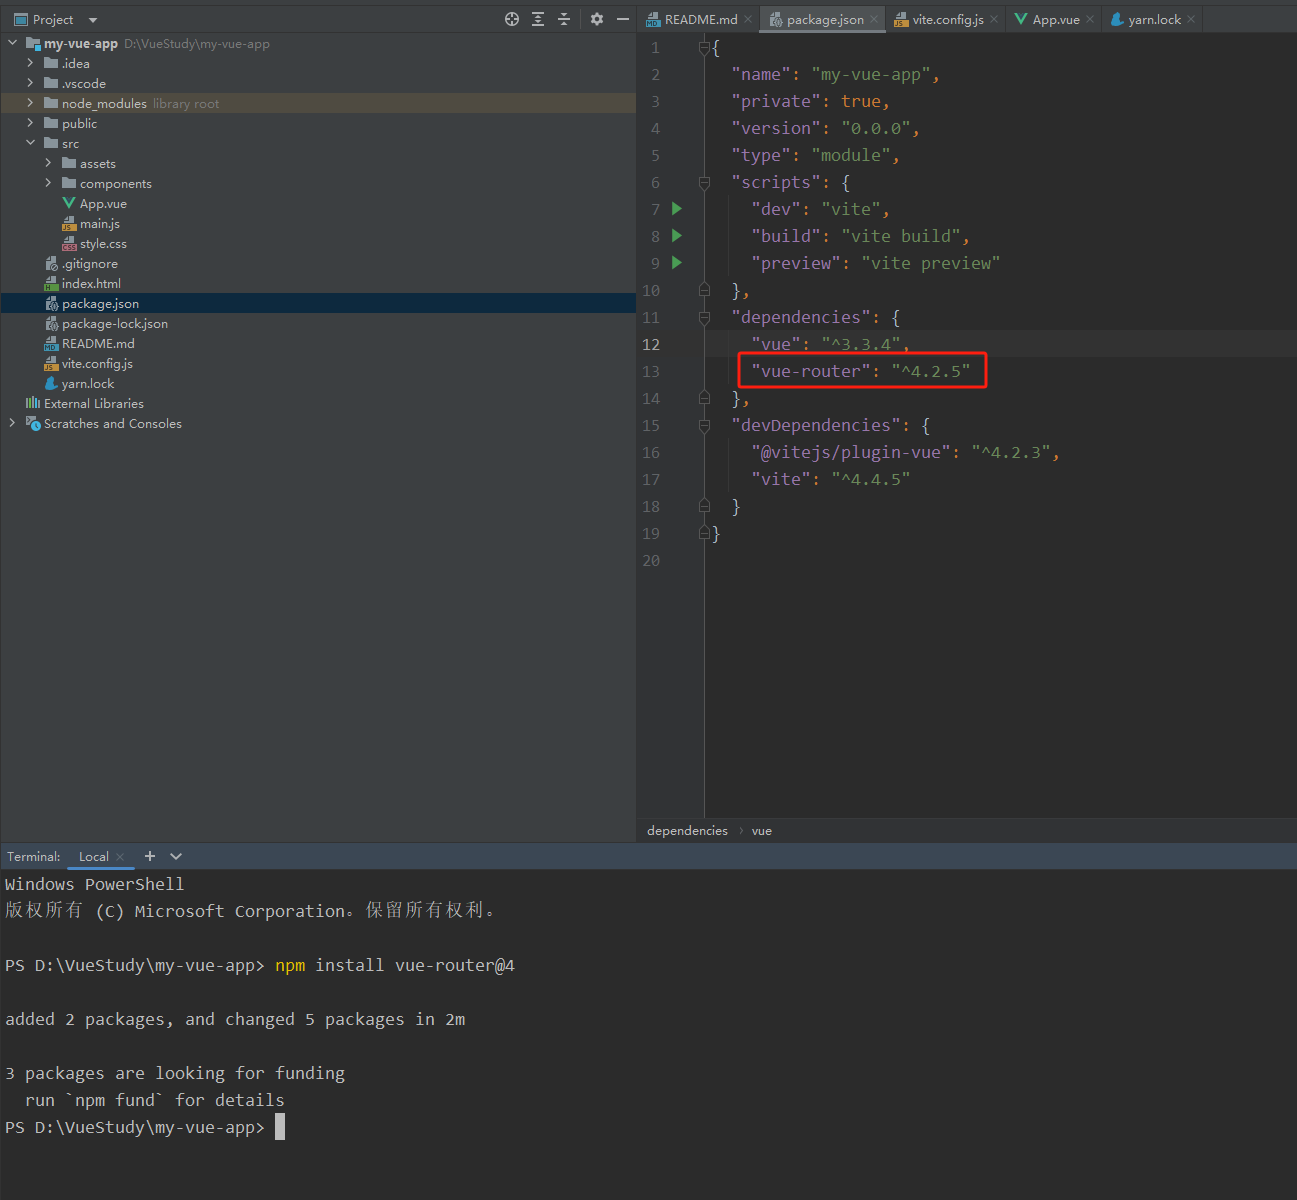 Project
my-vue-app D:\VueStudy\my-vue-app
.idea
.vscode
node_modules library root
public
src
assets
components
App.vue
main.js
style.css
.gitignore
index.html
package.json
package-lock.json
README.md
vite.config.js
yarn.lock
External Libraries
Scratches and Consoles
README.md package.json vite.config.js App.vue yarn.lock
1 {
2 "name": "my-vue-app",
3 "private": true,
4 "version": "0.0.0",
5 "type": "module",
6 "scripts": {
7 "dev": "vite",
8 "build": "vite build",
9 "preview": "vite preview"
10 },
11 "dependencies": {
12 "vue": "^3.3.4",
13 "vue-router": "^4.2.5"
14 },
15 "devDependencies": {
16 "@vitejs/plugin-vue": "^4.2.3",
17 "vite": "^4.4.5"
18 }
19 }
20
dependencies › vue
Terminal: Local
Windows PowerShell
版权所有 (C) Microsoft Corporation。保留所有权利。
PS D:\VueStudy\my-vue-app> npm install vue-router@4
added 2 packages, and changed 5 packages in 2m
3 packages are looking for funding
run `npm fund` for details
PS D:\VueStudy\my-vue-app>